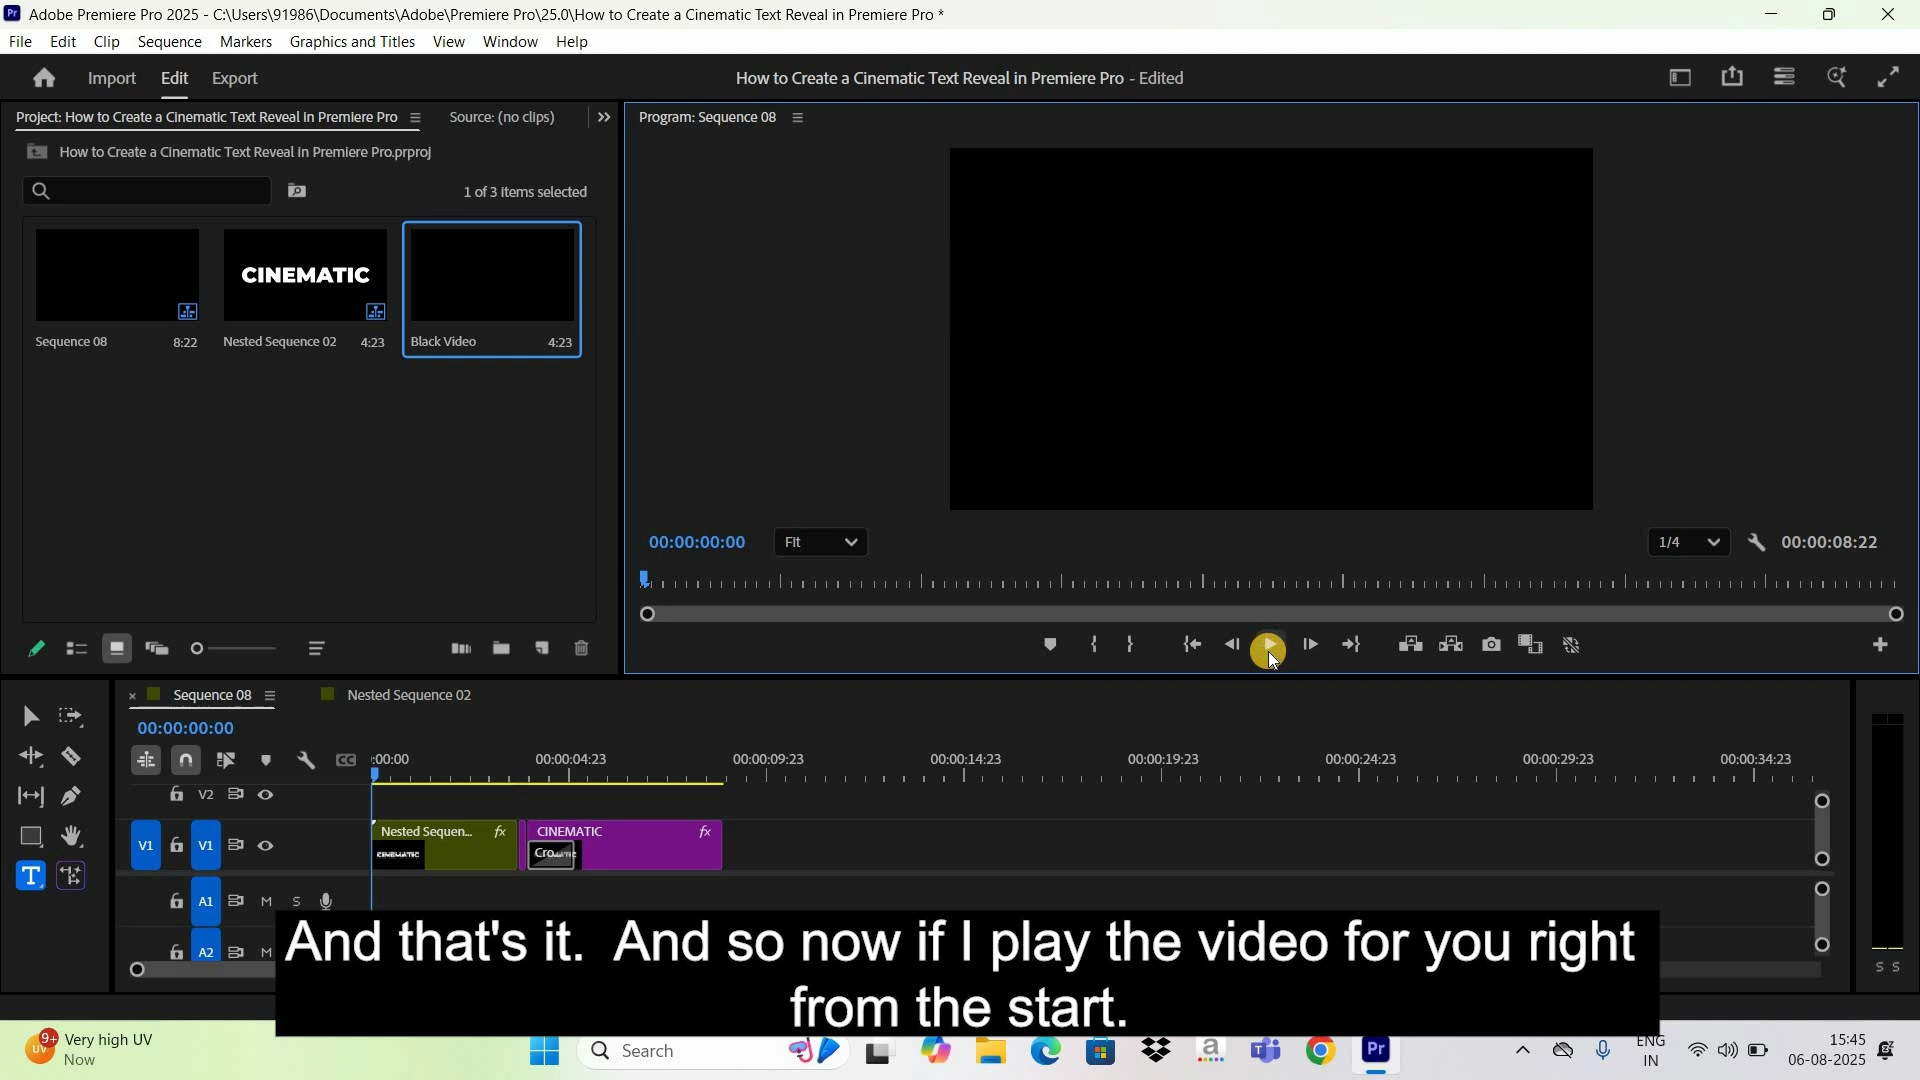 Adobe Premiere Pro 2025 - C:\Users\91986\Documents\Adobe\Premiere Pro\25.0\How to Create a Cinematic Text Reveal in Premiere Pro *
File Edit Clip Sequence Markers Graphics and Titles View Window Help
Import Edit Export
How to Create a Cinematic Text Reveal in Premiere Pro - Edited
Project: How to Create a Cinematic Text Reveal in Premiere Pro
Source: (no clips)
Program: Sequence 08
How to Create a Cinematic Text Reveal in Premiere Pro.prproj
1 of 3 items selected
CINEMATIC
Sequence 08 8:22
Nested Sequence 02 4:23
Black Video 4:23
00:00:00:00 Fit 1/4 00:00:08:22
Sequence 08 Nested Sequence 02
00:00:00:00
:00:00 00:00:04:23 00:00:09:23 00:00:14:23 00:00:19:23 00:00:24:23 00:00:29:23 00:00:34:23
V2
V1 V1 Nested Sequen... fx CINEMATIC fx
CINEMATIC Cro...
A1 M S
A2 M
S S
And that's it. And so now if I play the video for you right
from the start.
9+ Very high UV
UV Now
Search
Pr
ENG
IN
15:45
06-08-2025